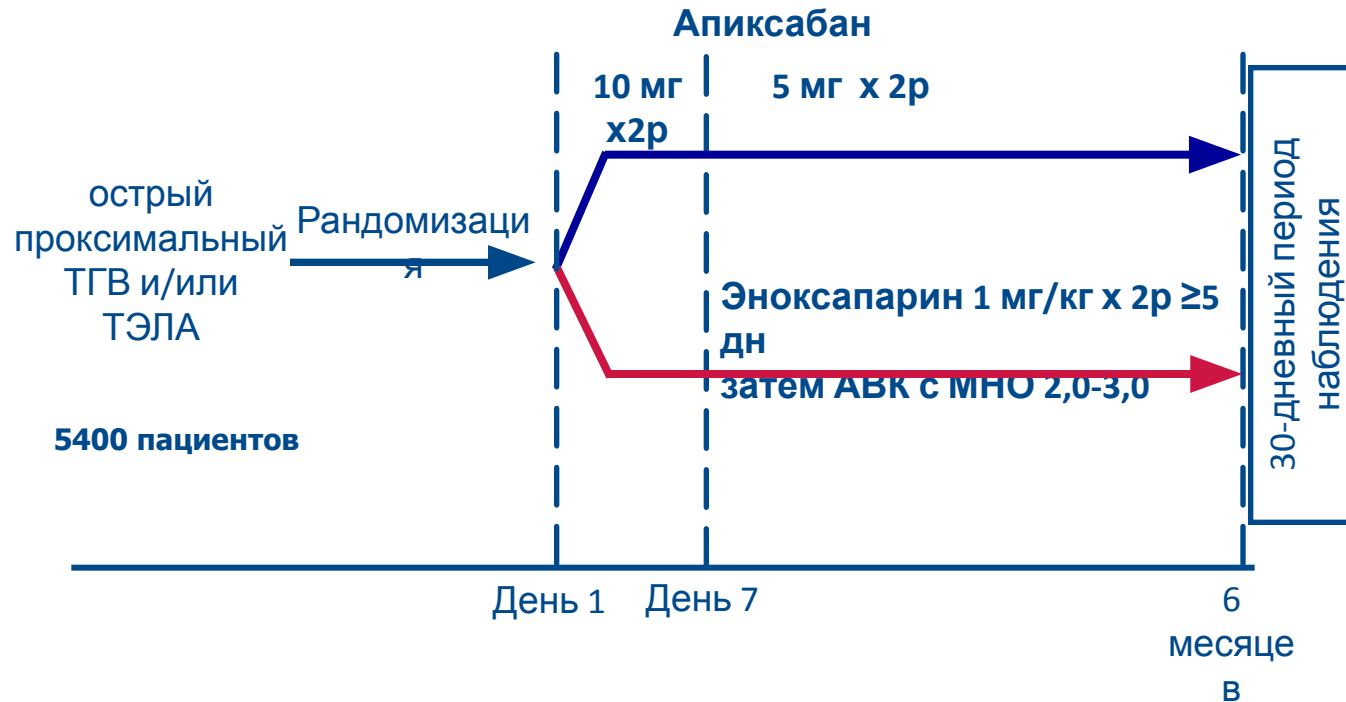 Апиксабан
10 мг
x2р
5 мг x 2р
острый
проксимальный
ТГВ и/или
ТЭЛА
Рандомизаци
я
Эноксапарин 1 мг/кг x 2р ≥5
дн
затем АВК с МНО 2,0-3,0
5400 пациентов
30-дневный период
наблюдения
День 1
День 7
6
месяце
в